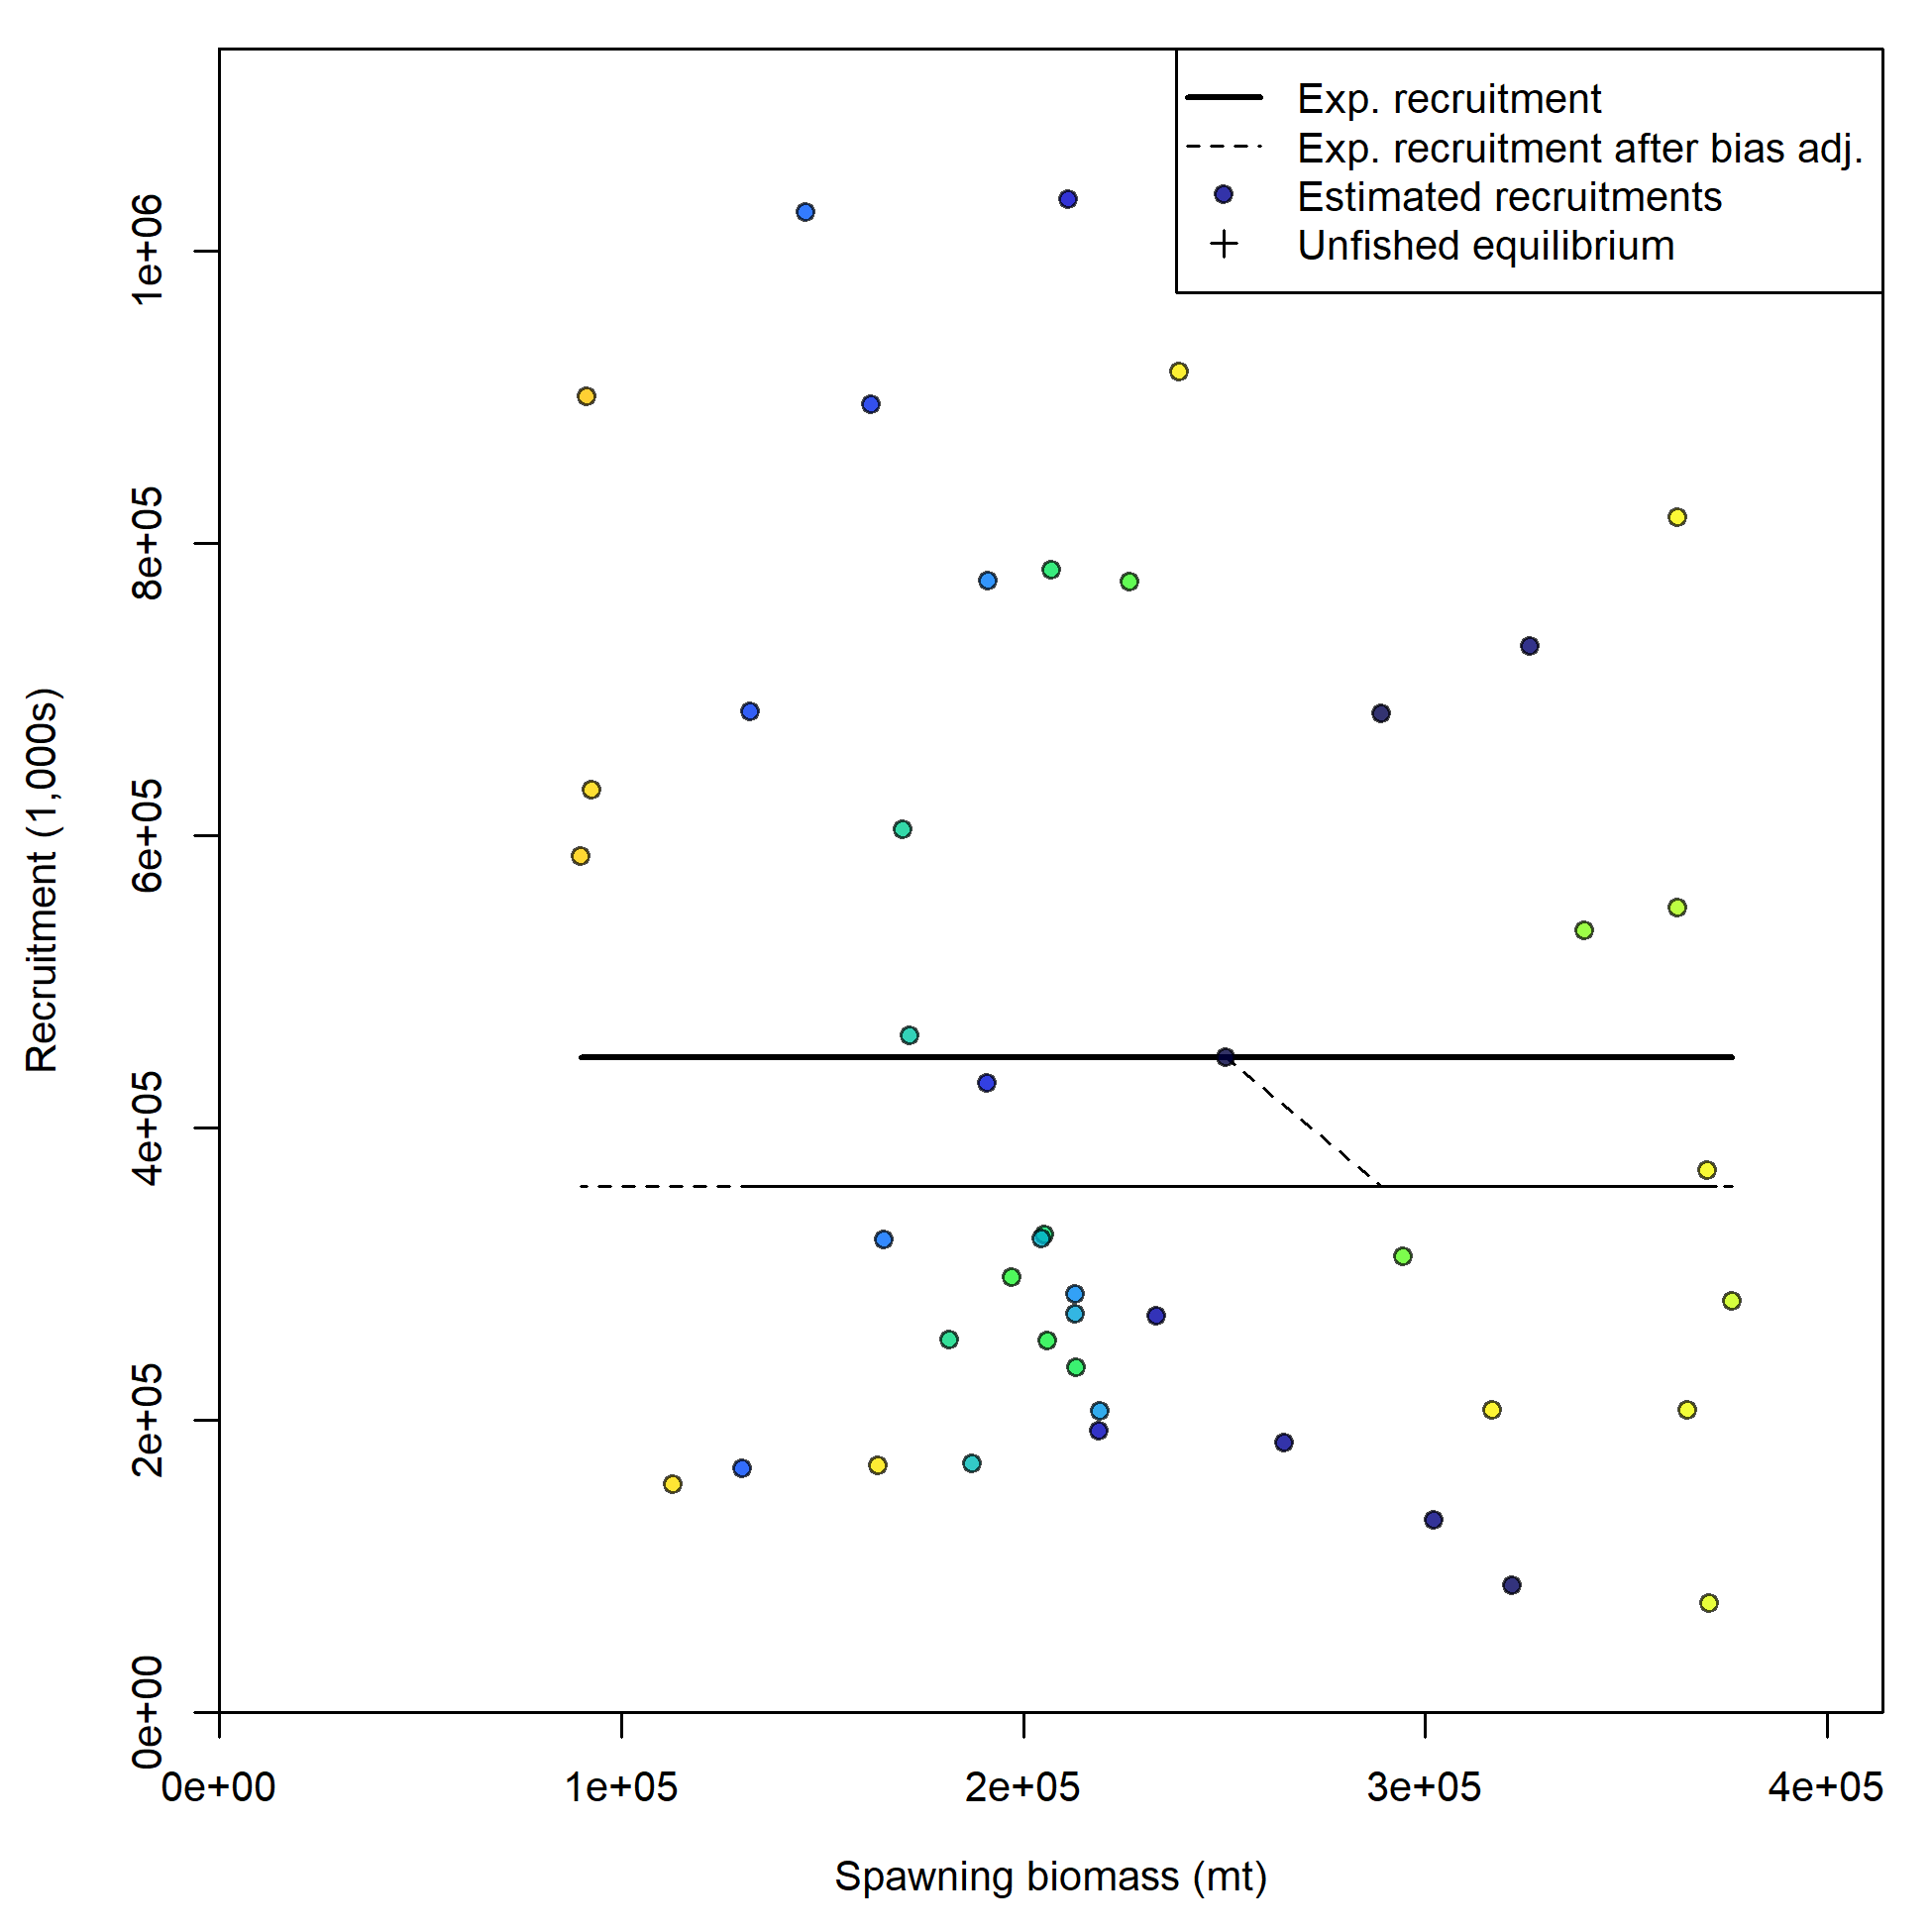 Exp. recruitment
Exp. recruitment after bias adj.
Estimated recruitments
Unfished equilibrium
1e+06
8e+05
6e+05
4e+05
2e+05
0e+00
Recruitment (1,000s)
0e+00 1e+05 2e+05 3e+05 4e+05
Spawning biomass (mt)